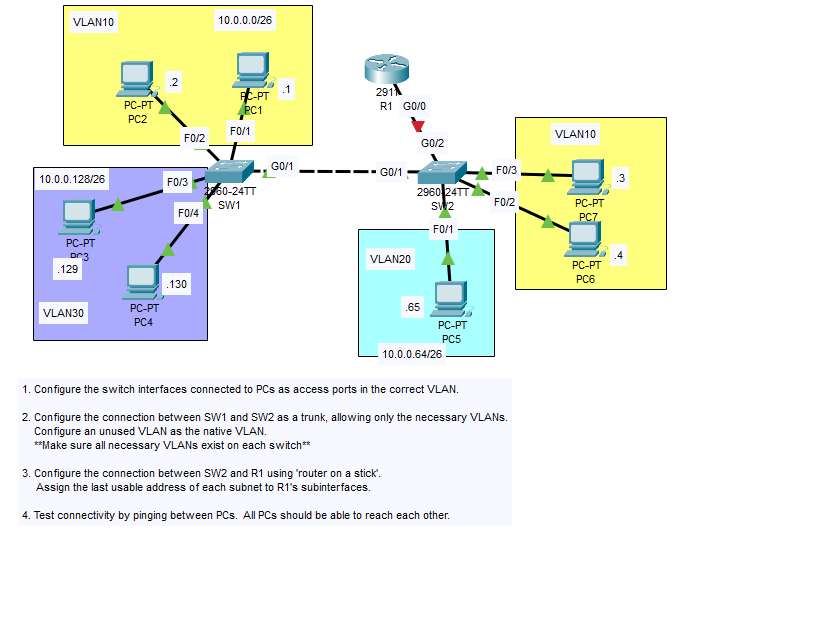 VLAN10
10.0.0.0/26
.2
.1
PC-PT
PC2
PC-PT
PC1
F0/2
F0/1
2911
R1
G0/0
G0/2
VLAN10
10.0.0.128/26
F0/3
F0/4
G0/1
2960-24TT
SW1
G0/1
2960-24TT
SW2
F0/3
F0/2
F0/1
.3
PC-PT
PC7
.4
PC-PT
PC6
PC-PT
PC3
.129
.130
PC-PT
PC4
VLAN30
VLAN20
.65
PC-PT
PC5
10.0.0.64/26
1. Configure the switch interfaces connected to PCs as access ports in the correct VLAN.
2. Configure the connection between SW1 and SW2 as a trunk, allowing only the necessary VLANs.
Configure an unused VLAN as the native VLAN.
**Make sure all necessary VLANs exist on each switch**
3. Configure the connection between SW2 and R1 using 'router on a stick'.
Assign the last usable address of each subnet to R1's subinterfaces.
4. Test connectivity by pinging between PCs. All PCs should be able to reach each other.